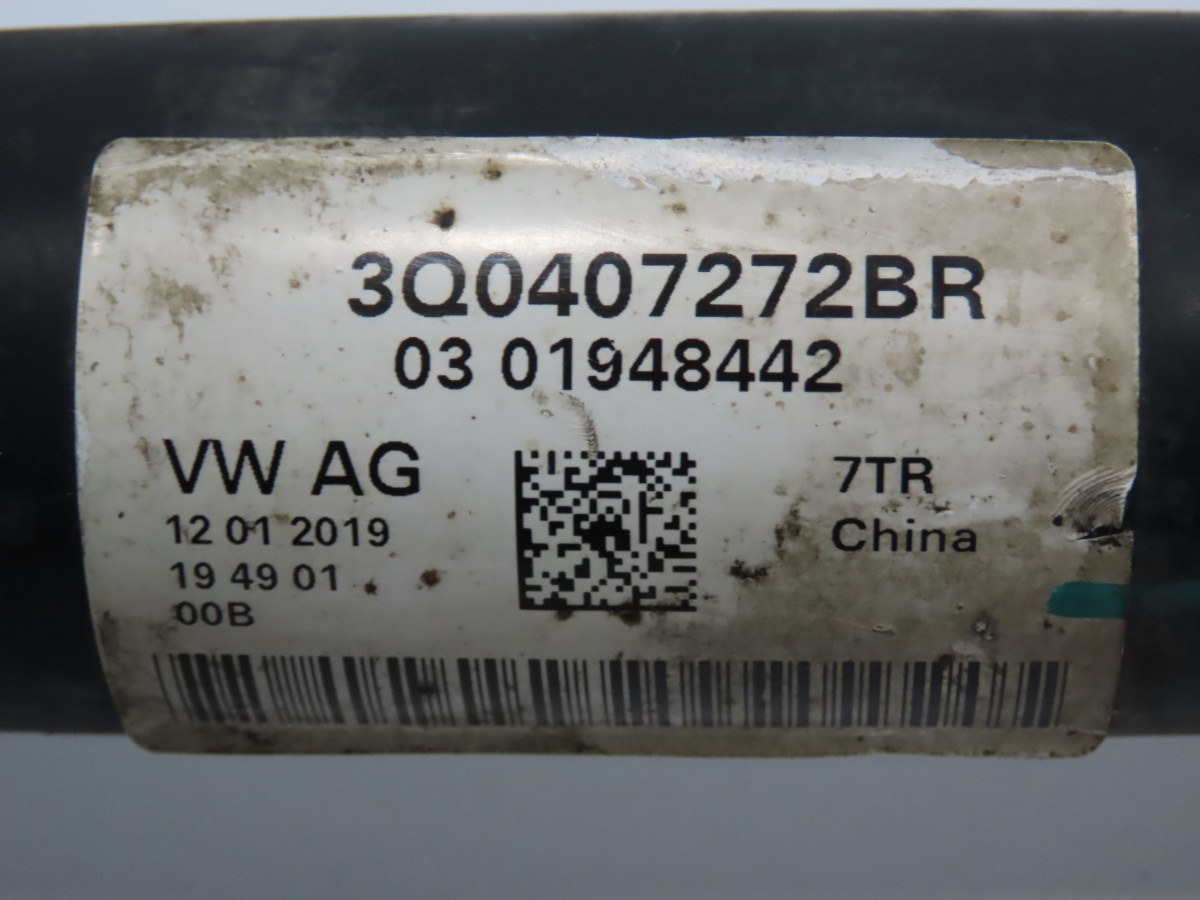 3Q0407272BR
03 01948442
VW AG
12 01 2019
19 49 01
00B
7TR
China